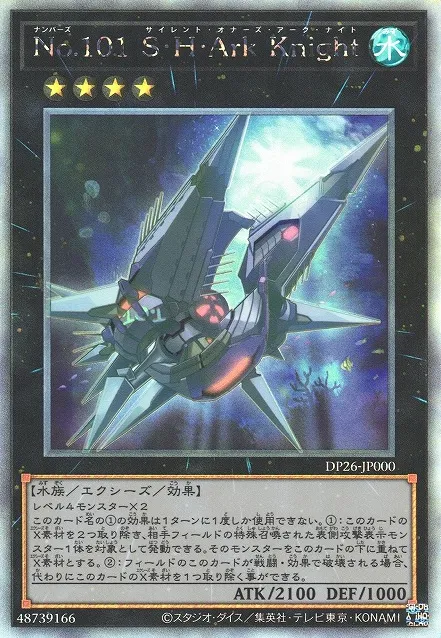 ナンバーズ サイレント・オナーズ・アーク・ナイト
No.101 S・H・Ark Knight
水
DP26-JP000
【水族／エクシーズ／効果】
レベル４モンスター×２
このカード名の①の効果は１ターンに１度しか使用できない。①：このカードの
X素材を２つ取り除き、相手フィールドの特殊召喚された表側攻撃表示モン
スター１体を対象として発動できる。そのモンスターをこのカードの下に重ねて
X素材とする。②：フィールドのこのカードが戦闘・効果で破壊される場合、
代わりにこのカードのX素材を１つ取り除く事ができる。
ATK/2100 DEF/1000
48739166
©スタジオ・ダイス／集英社・テレビ東京・KONAMI